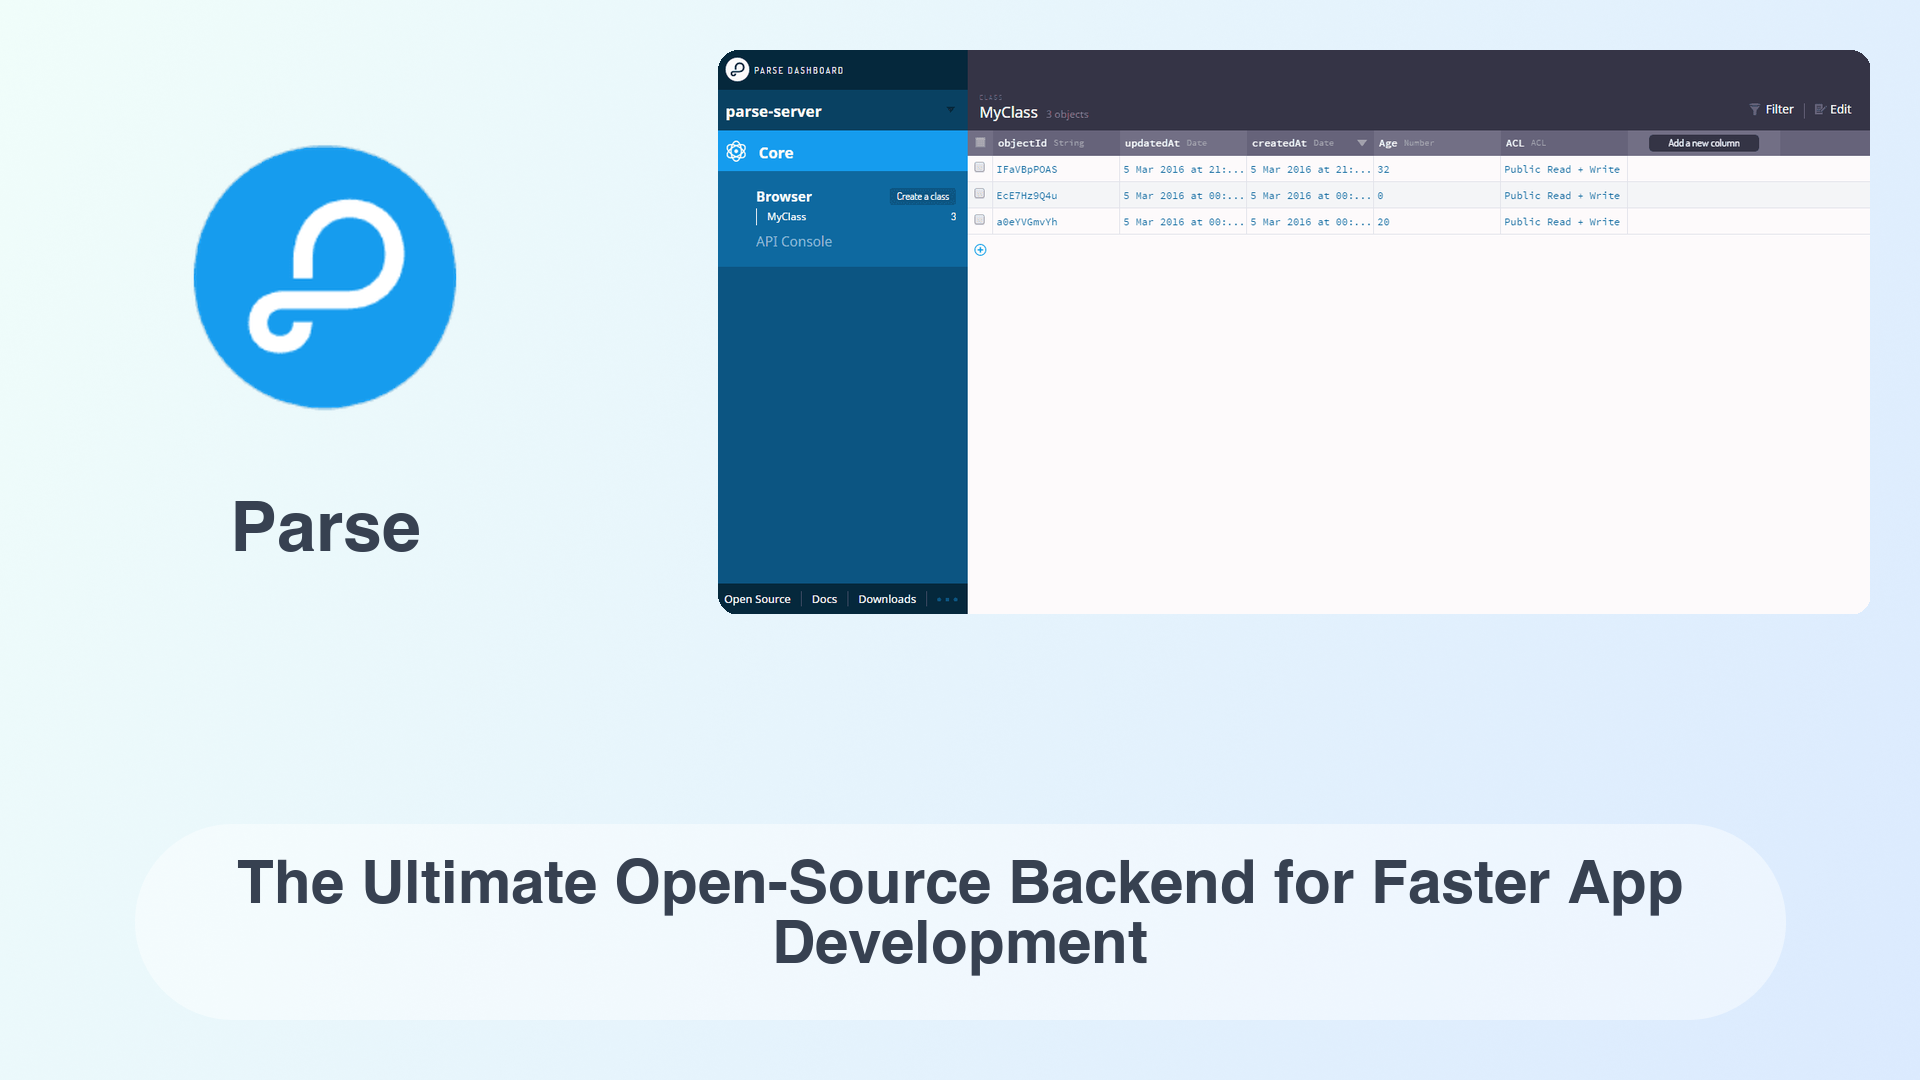 PARSE DASHBOARD
parse-server
Core
Browser
Create a class
MyClass 3
API Console
Open Source Docs Downloads
CLASS
MyClass 3 objects
Filter Edit
objectId String updatedAt Date createdAt Date Age Number ACL ACL Add a new column
IFaVBpPOAS 5 Mar 2016 at 21:... 5 Mar 2016 at 21:... 32 Public Read + Write
EcE7Hz9Q4u 5 Mar 2016 at 00:... 5 Mar 2016 at 00:... 0 Public Read + Write
a0eYVGmvYh 5 Mar 2016 at 00:... 5 Mar 2016 at 00:... 20 Public Read + Write
Parse
The Ultimate Open-Source Backend for Faster App
Development